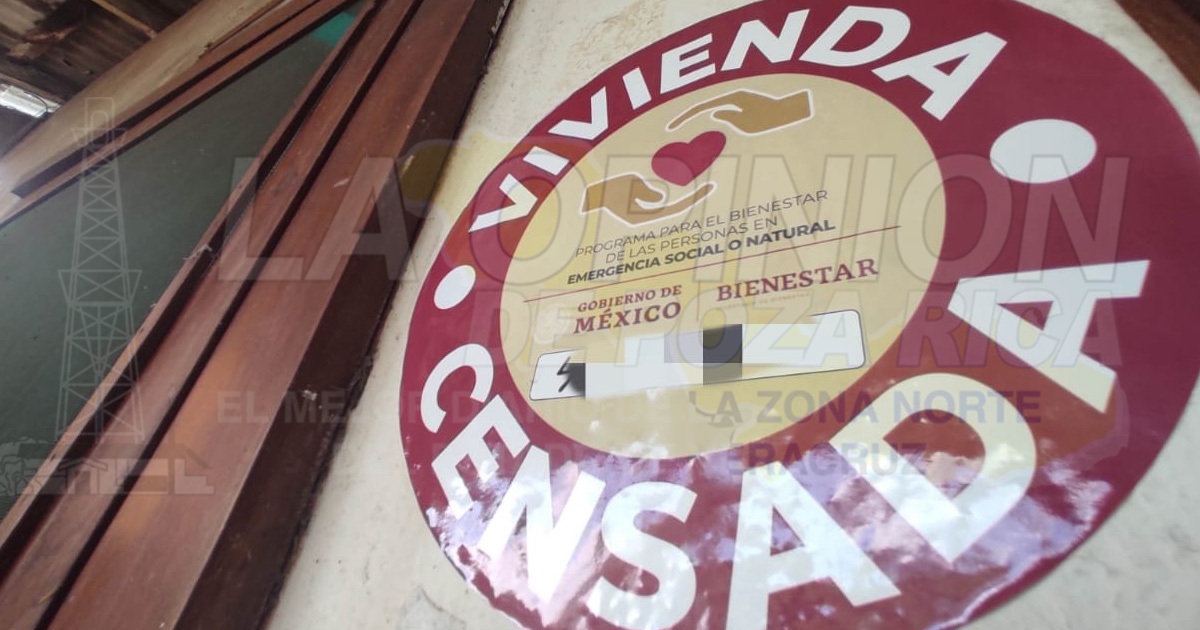 VIVIENDA
PROGRAMA PARA EL BIENESTAR
DE LAS PERSONAS EN
EMERGENCIA SOCIAL O NATURAL
GOBIERNO DE
MÉXICO
BIENESTAR
CENSADA
LA OPINION
DE POZA RICA
EL MEJOR DIARIO DE LA ZONA NORTE
VERACRUZ